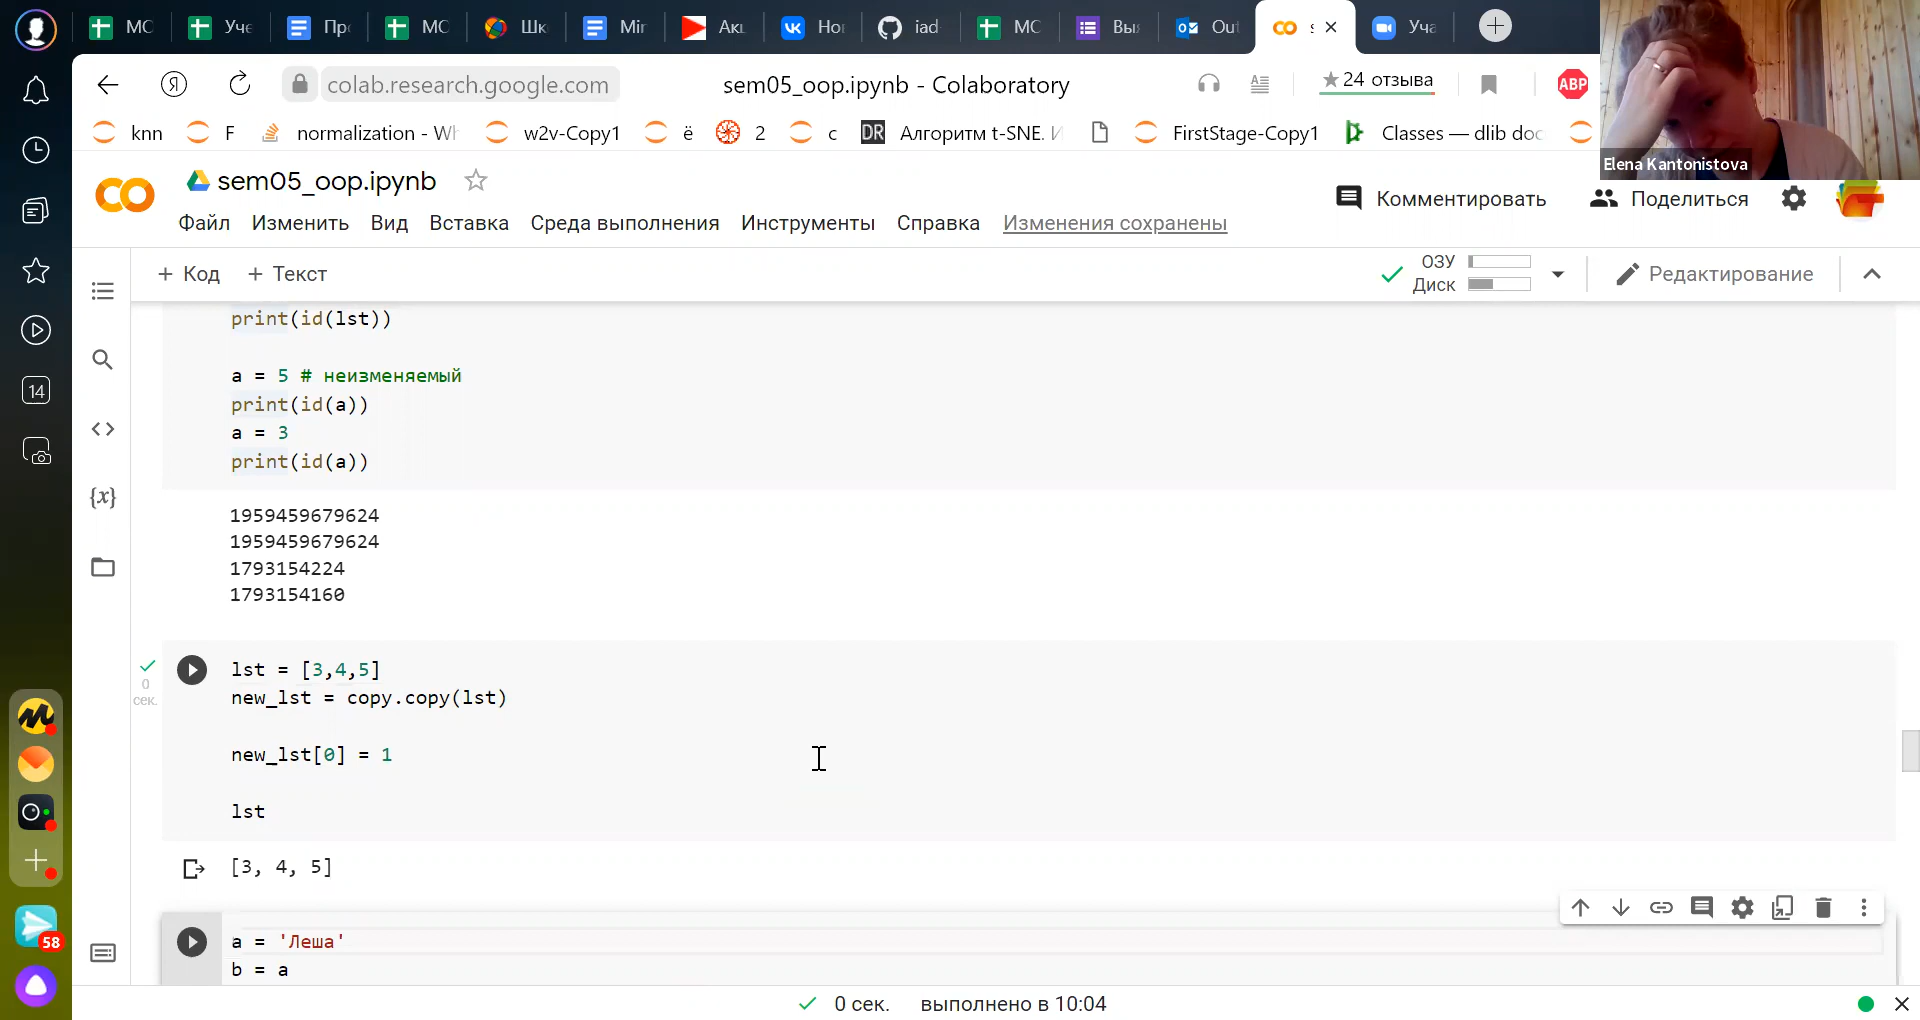 МС
Уче
Пр
МС
Шк
Mir
Акц
Но
iad
МС
Выя
Out
Уча
colab.research.google.com
sem05_oop.ipynb - Colaboratory
★24 отзыва
ABP
knn
F
normalization - Wh
w2v-Copy1
ё
2
c
DR
Алгоритм t-SNE. И
FirstStage-Copy1
Classes — dlib doc
Elena Kantonistova
sem05_oop.ipynb
Комментировать
Поделиться
Файл
Изменить
Вид
Вставка
Среда выполнения
Инструменты
Справка
Изменения сохранены
+ Код
+ Текст
ОЗУ
Диск
Редактирование
14
{x}
print(id(lst))
a = 5 # неизменяемый
print(id(a))
a = 3
print(id(a))
1959459679624
1959459679624
1793154224
1793154160
0
сек.
lst = [3,4,5]
new_lst = copy.copy(lst)
new_lst[0] = 1
lst
[3, 4, 5]
a = 'Леша'
b = a
58
0 сек.
выполнено в 10:04